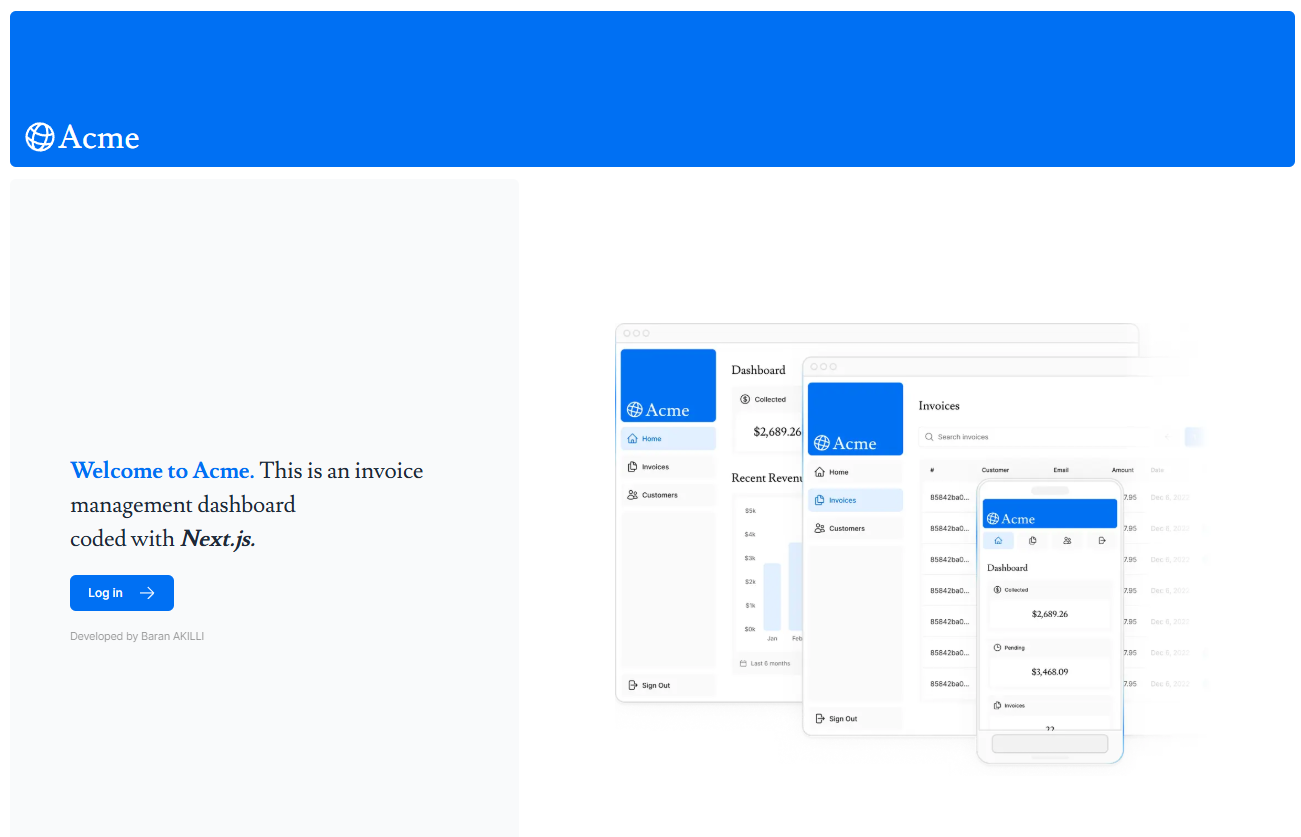 Acme
Welcome to Acme. This is an invoice
management dashboard
coded with Next.js.
Log in
Developed by Baran AKILLI
Acme
Home
Invoices
Customers
Sign Out
Dashboard
Collected
$2,689.26
Recent Revenu
$5k
$4k
$3k
$2k
$1k
$0k
Jan
Feb
Last 6 months
Acme
Home
Invoices
Customers
Sign Out
Invoices
Search invoices
# Customer Email Amount Date
85842ba0... 7.95 Dec 6, 2022
85842ba0... 7.95 Dec 6, 2022
85842ba0... 7.95 Dec 6, 2022
85842ba0... 7.95 Dec 6, 2022
85842ba0... 7.95 Dec 6, 2022
85842ba0... 7.95 Dec 6, 2022
85842ba0... 7.95 Dec 6, 2022
Acme
Dashboard
Collected
$2,689.26
Pending
$3,468.09
Invoices
22